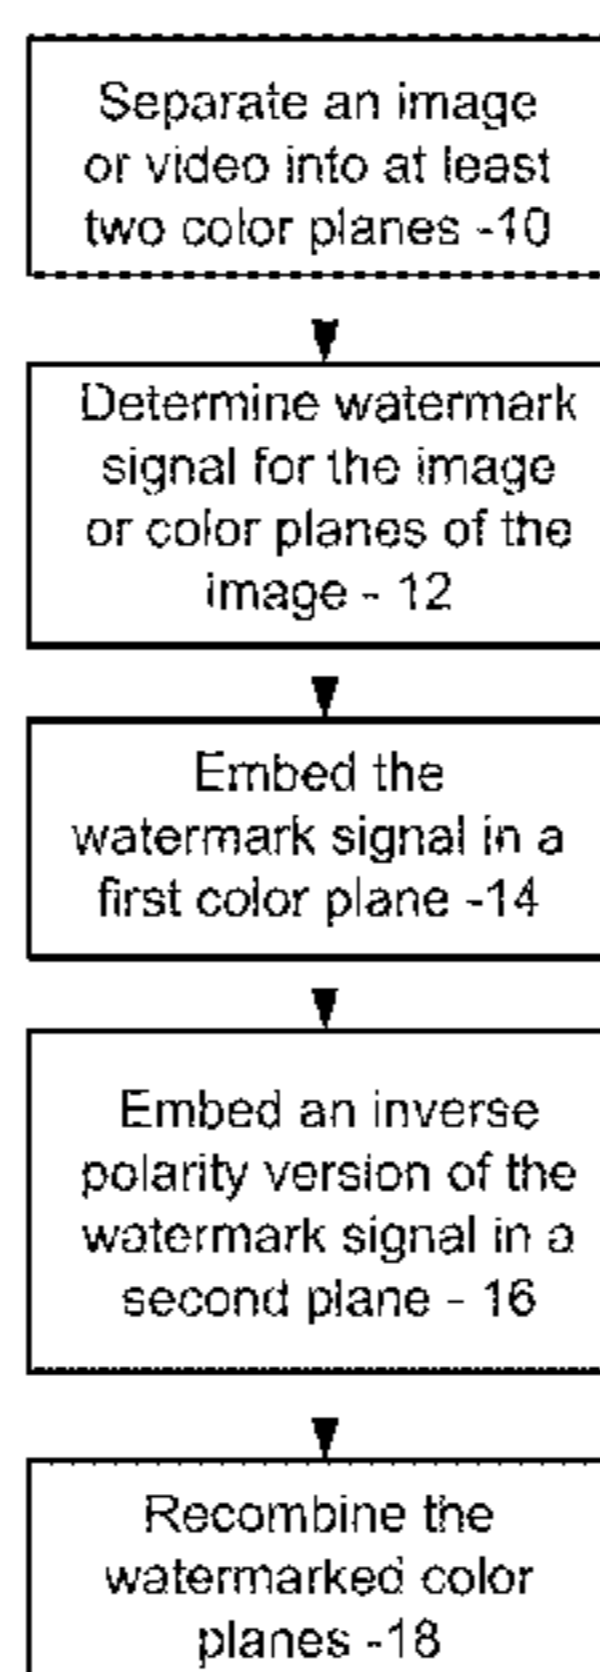 Separate an image
or video into at least
two color planes -10
Determine watermark
signal for the image
or color planes of the
image - 12
Embed the
watermark signal in a
first color plane -14
Embed an inverse
polarity version of the
watermark signal in a
second plane - 16
Recombine the
watermarked color
planes -18